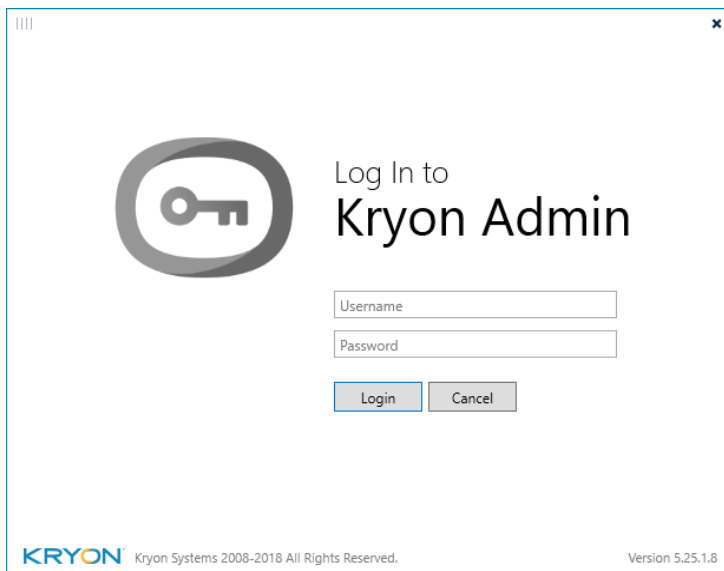 Log In to
Kryon Admin
Username
Password
Login Cancel
KRYON Kryon Systems 2008-2018 All Rights Reserved. Version 5.25.1.8